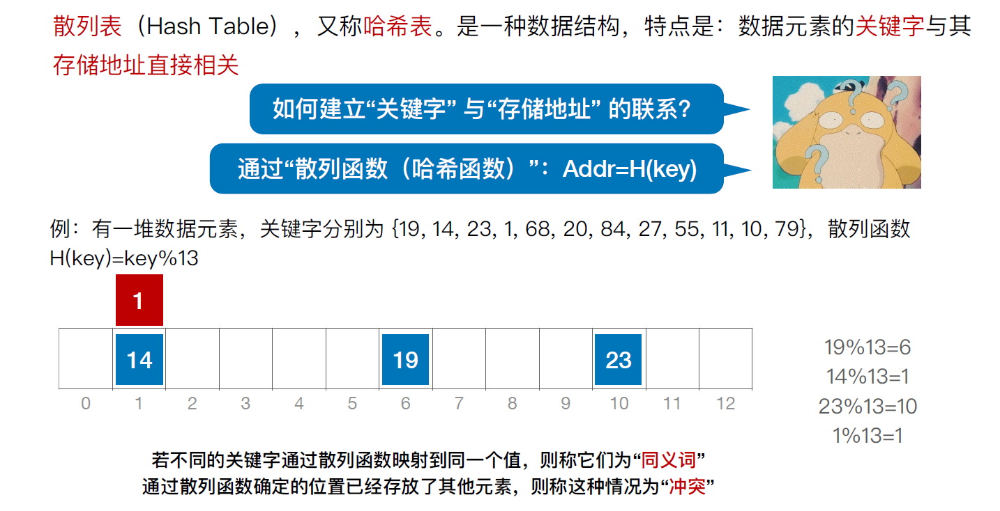 散列表（Hash Table），又称哈希表。是一种数据结构，特点是：数据元素的关键字与其
存储地址直接相关
如何建立“关键字” 与“存储地址” 的联系？
通过“散列函数（哈希函数）”：Addr=H(key)
例：有一堆数据元素，关键字分别为 {19, 14, 23, 1, 68, 20, 84, 27, 55, 11, 10, 79}，散列函数
H(key)=key%13
1
14 19 23
0 1 2 3 4 5 6 7 8 9 10 11 12
19%13=6
14%13=1
23%13=10
1%13=1
若不同的关键字通过散列函数映射到同一个值，则称它们为“同义词”
通过散列函数确定的位置已经存放了其他元素，则称这种情况为“冲突”